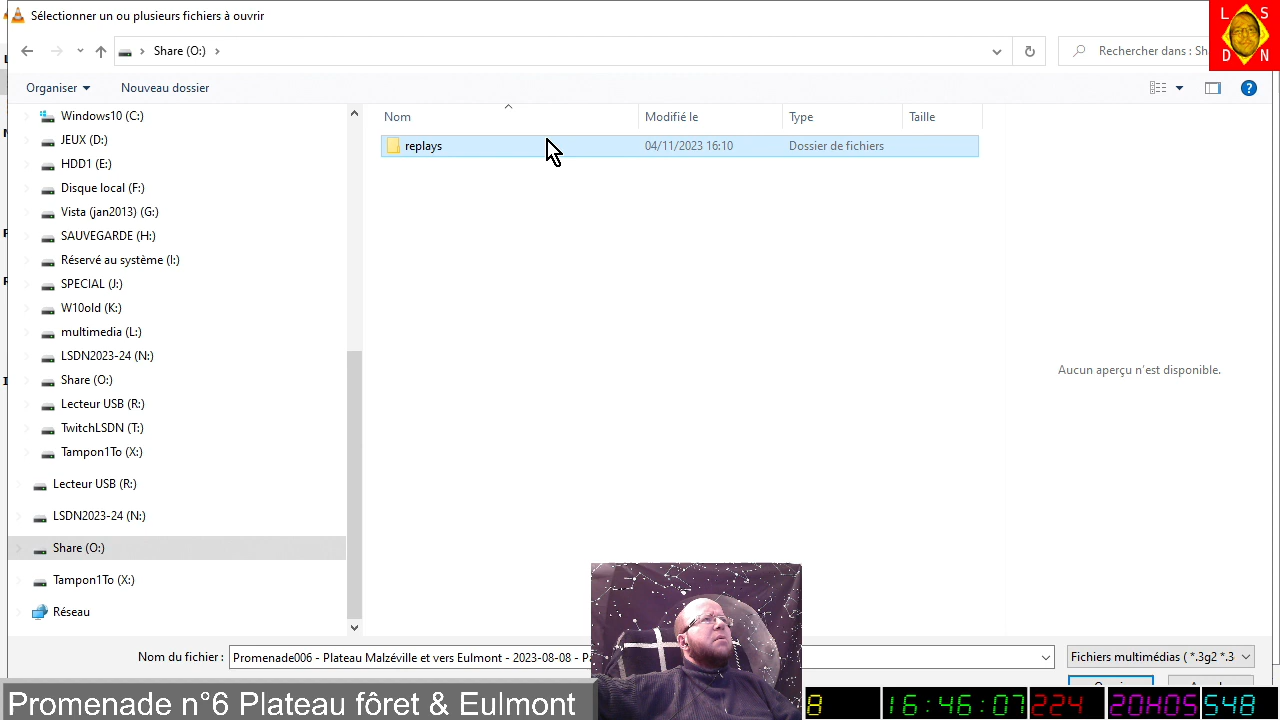 Sélectionner un ou plusieurs fichiers à ouvrir
L S
D N
Share (O:)
Rechercher dans : Sh
Organiser
Nouveau dossier
Nom
Modifié le
Type
Taille
replays
04/11/2023 16:10
Dossier de fichiers
Windows10 (C:)
JEUX (D:)
HDD1 (E:)
Disque local (F:)
Vista (jan2013) (G:)
SAUVEGARDE (H:)
Réservé au système (I:)
SPECIAL (J:)
W10old (K:)
multimedia (L:)
LSDN2023-24 (N:)
Share (O:)
Lecteur USB (R:)
TwitchLSDN (T:)
Tampon1To (X:)
Lecteur USB (R:)
LSDN2023-24 (N:)
Share (O:)
Tampon1To (X:)
Réseau
Aucun aperçu n'est disponible.
Nom du fichier :
Promenade006 - Plateau Malzéville et vers Eulmont - 2023-08-08 - P
Fichiers multimédias ( *.3g2 *.3
Promenade n°6 Plateau fôret & Eulmont
8
16:46:07
224
20H05
548